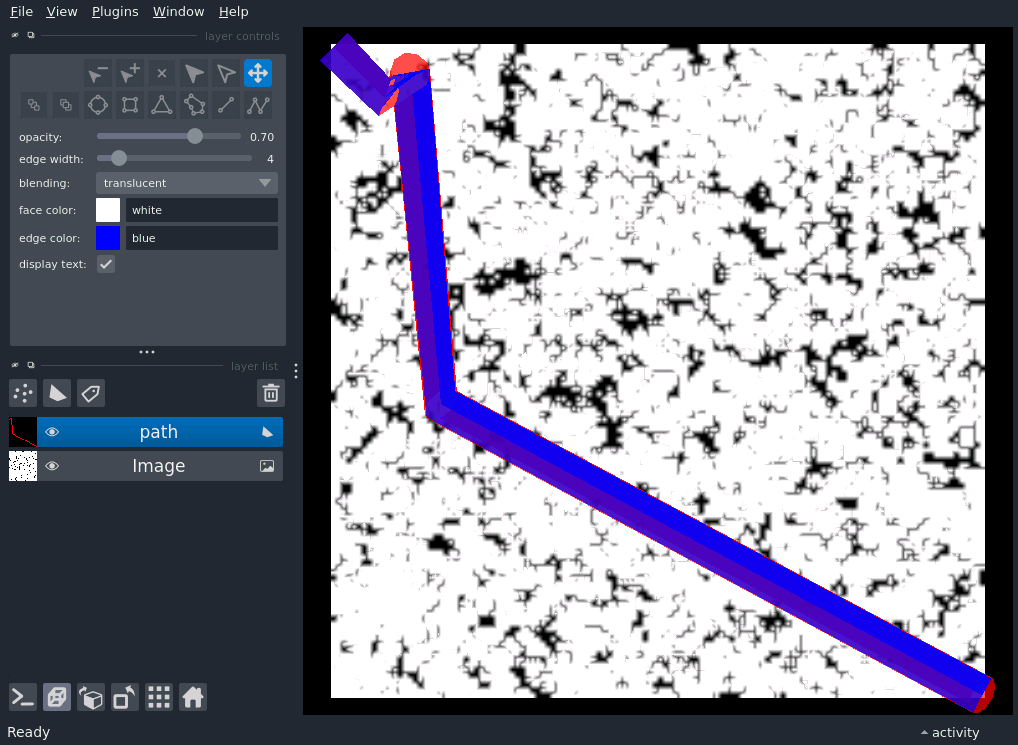 File View Plugins Window Help
layer controls
opacity: 0.70
edge width: 4
blending: translucent
face color: white
edge color: blue
display text:
layer list
path
Image
Ready activity